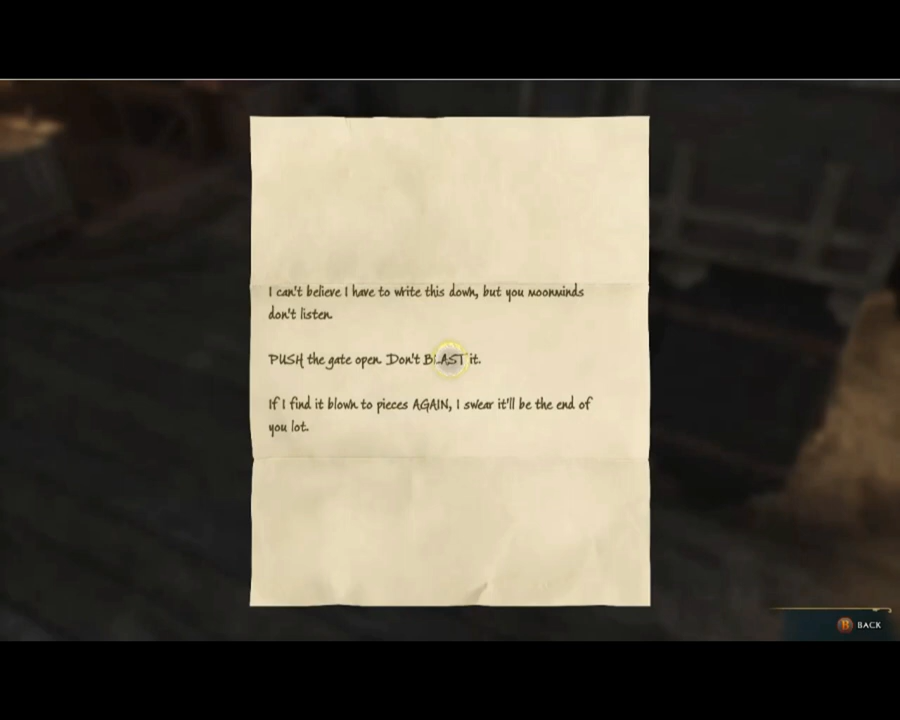 I can't believe I have to write this down, but you moonminds
don't listen.
PUSH the gate open. Don't BLAST it.
If I find it blown to pieces AGAIN, I swear it'll be the end of
you lot.
B BACK